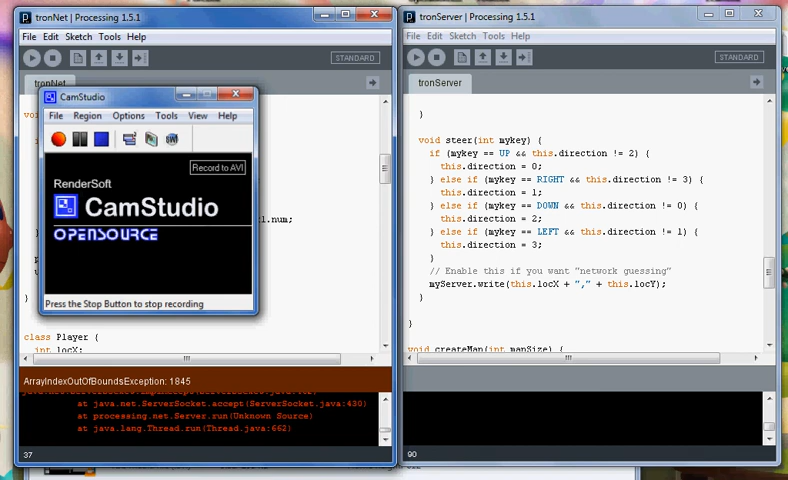 tronNet | Processing 1.5.1
File Edit Sketch Tools Help
STANDARD
tronNet
CamStudio
File Region Options Tools View Help
Record to AVI
RenderSoft
CamStudio
OPENSOURCE
Press the Stop Button to stop recording
.num;
}
class Player {
int locX;
ArrayIndexOutOfBoundsException: 1845
at java.net.ServerSocket.accept(ServerSocket.java:430)
at processing.net.Server.run(Unknown Source)
at java.lang.Thread.run(Thread.java:662)
37
tronServer | Processing 1.5.1
File Edit Sketch Tools Help
STANDARD
tronServer
}
void steer(int mykey) {
if (mykey == UP && this.direction != 2) {
this.direction = 0;
} else if (mykey == RIGHT && this.direction != 3) {
this.direction = 1;
} else if (mykey == DOWN && this.direction != 0) {
this.direction = 2;
} else if (mykey == LEFT && this.direction != 1) {
this.direction = 3;
}
// Enable this if you want "network guessing"
myServer.write(this.locX + "," + this.locY);
}
}
void createMap(int mapSize) {
90